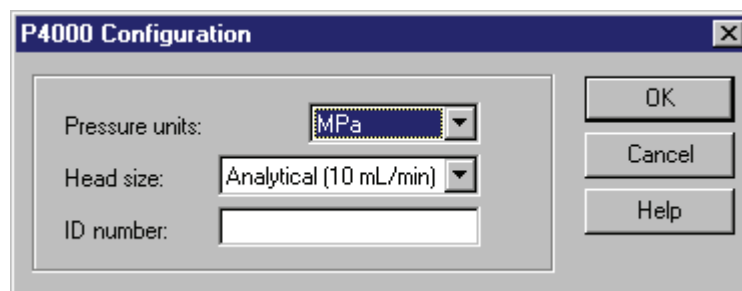 P4000 Configuration
Pressure units: MPa
Head size: Analytical (10 mL/min)
ID number:
OK
Cancel
Help